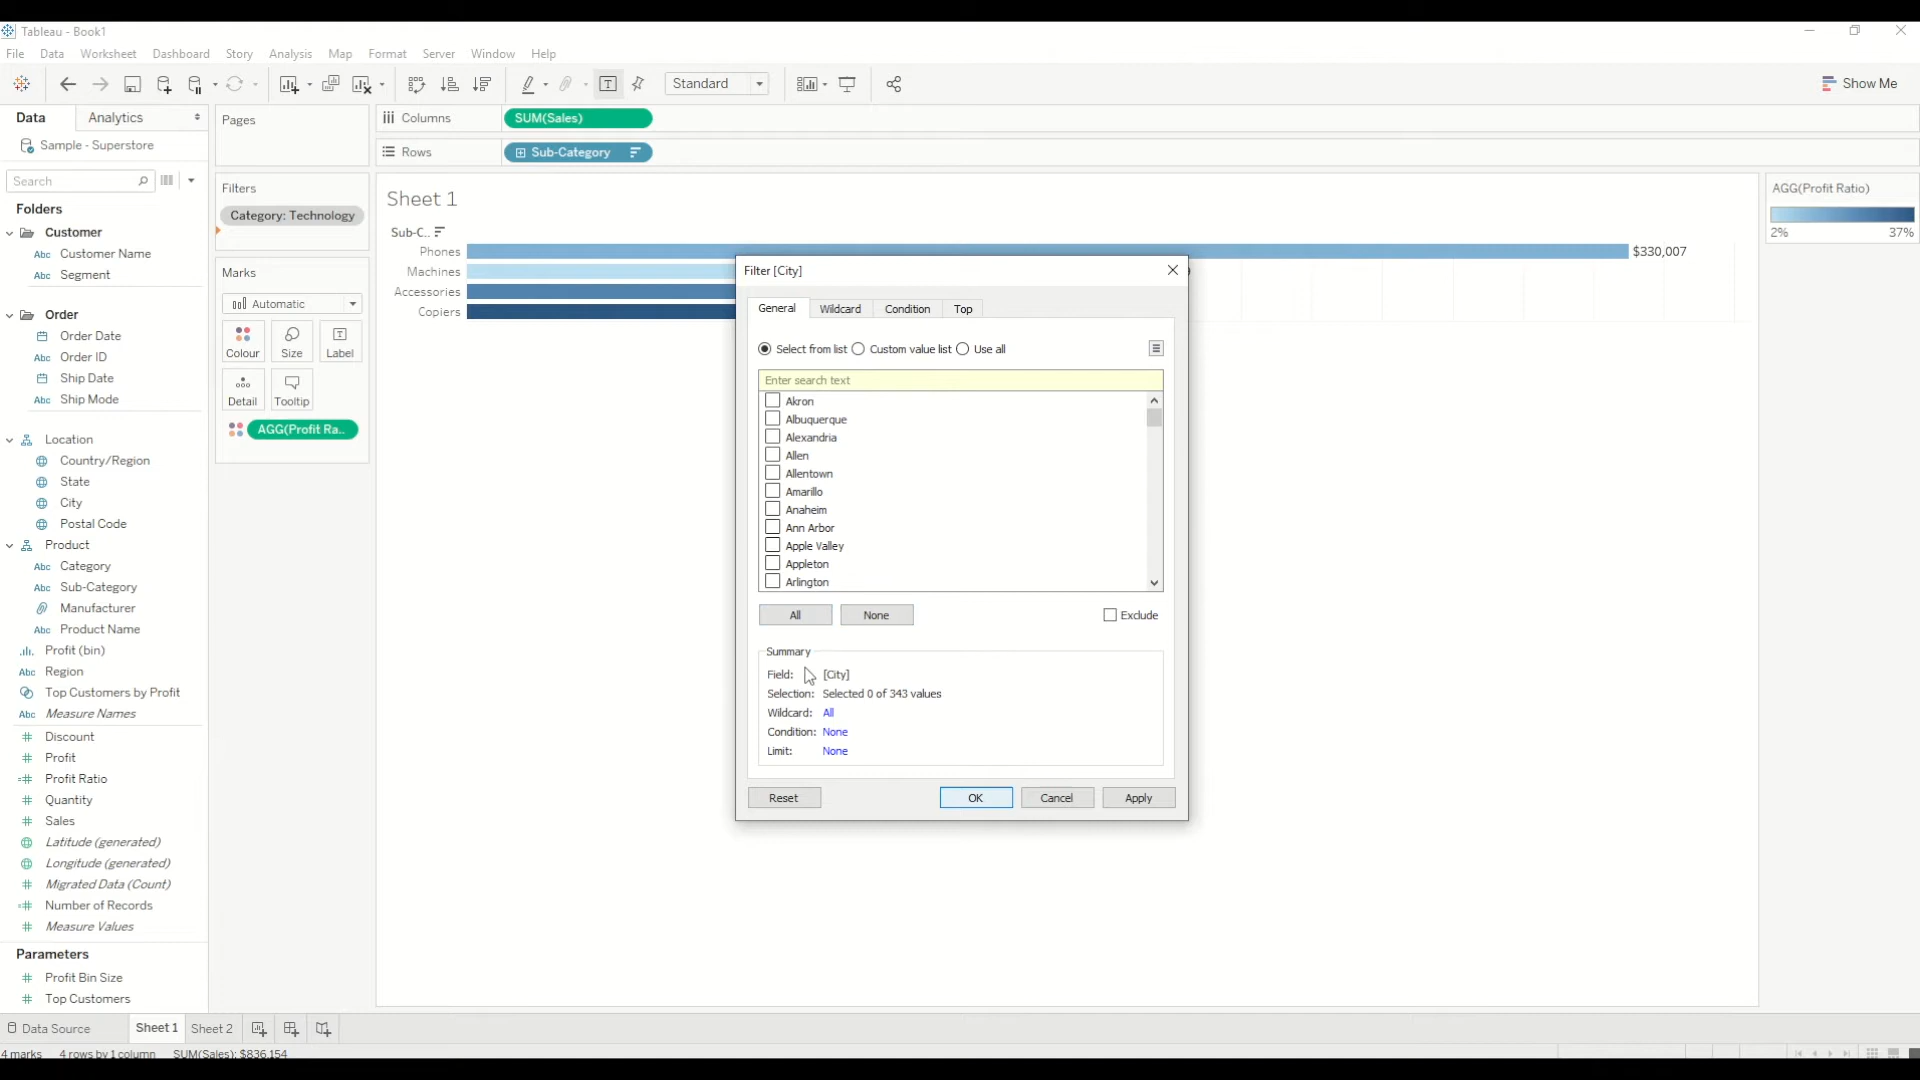 Tableau - Book1
File Data Worksheet Dashboard Story Analysis Map Format Server Window Help
Standard
Show Me
Data
Analytics
Sample - Superstore
Search
Folders
Customer
Abc Customer Name
Abc Segment
Order
Order Date
Abc Order ID
Ship Date
Abc Ship Mode
Location
Country/Region
State
City
Postal Code
Product
Abc Category
Abc Sub-Category
Manufacturer
Abc Product Name
Profit (bin)
Abc Region
Top Customers by Profit
Abc Measure Names
# Discount
# Profit
=# Profit Ratio
# Quantity
# Sales
Latitude (generated)
Longitude (generated)
# Migrated Data (Count)
=# Number of Records
# Measure Values
Parameters
# Profit Bin Size
# Top Customers
Pages
Filters
Category: Technology
Marks
Automatic
Colour
Size
Label
Detail
Tooltip
AGG(Profit Ra..
Columns
SUM(Sales)
Rows
Sub-Category
Sheet 1
Sub-C..
Phones
$330,007
Machines
Accessories
Copiers
AGG(Profit Ratio)
2% 37%
Filter [City]
General
Wildcard
Condition
Top
Select from list
Custom value list
Use all
Enter search text
Akron
Albuquerque
Alexandria
Allen
Allentown
Amarillo
Anaheim
Ann Arbor
Apple Valley
Appleton
Arlington
All
None
Exclude
Summary
Field: [City]
Selection: Selected 0 of 343 values
Wildcard: All
Condition: None
Limit: None
Reset
OK
Cancel
Apply
Data Source
Sheet 1
Sheet 2
4 marks 4 rows by 1 column SUM(Sales): $836,154